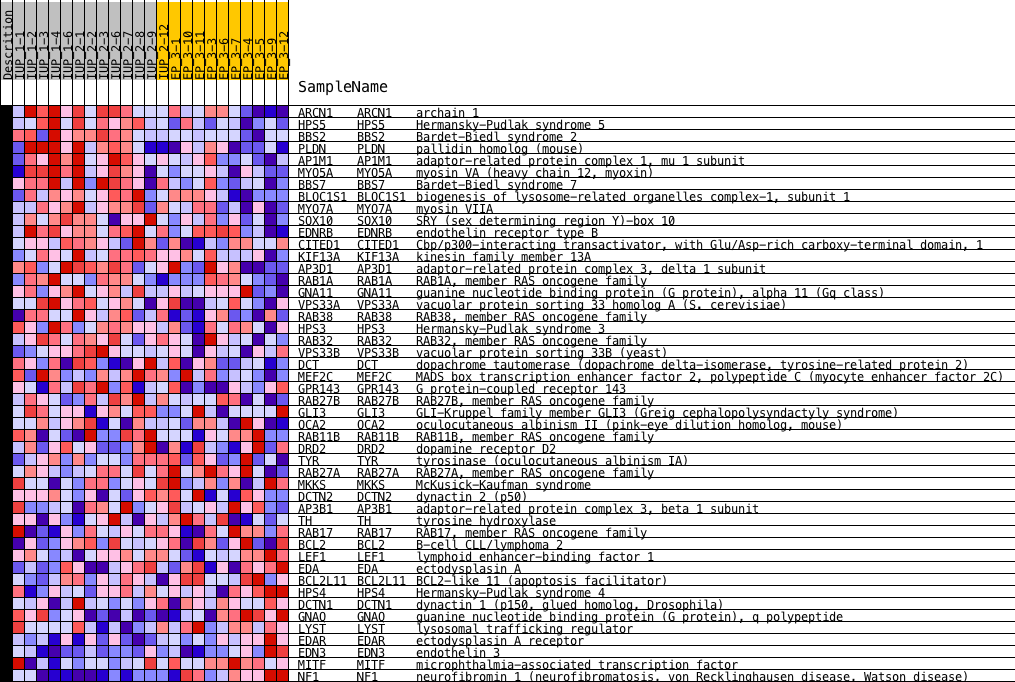 Descrition
IUP_1-1
IUP_1-2
IUP_1-3
IUP_1-4
IUP_1-6
IUP_2-1
IUP_2-2
IUP_2-3
IUP_2-6
IUP_2-7
IUP_2-8
IUP_2-9
IUP_2-12
EP_3-1
EP_3-10
EP_3-11
EP_3-3
EP_3-6
EP_3-7
EP_3-4
EP_3-5
EP_3-9
EP_3-12
SampleName
ARCN1 ARCN1 archain 1
HPS5 HPS5 Hermansky-Pudlak syndrome 5
BBS2 BBS2 Bardet-Biedl syndrome 2
PLDN PLDN pallidin homolog (mouse)
AP1M1 AP1M1 adaptor-related protein complex 1, mu 1 subunit
MYO5A MYO5A myosin VA (heavy chain 12, myoxin)
BBS7 BBS7 Bardet-Biedl syndrome 7
BLOC1S1 BLOC1S1 biogenesis of lysosome-related organelles complex-1, subunit 1
MYO7A MYO7A myosin VIIA
SOX10 SOX10 SRY (sex determining region Y)-box 10
EDNRB EDNRB endothelin receptor type B
CITED1 CITED1 Cbp/p300-interacting transactivator, with Glu/Asp-rich carboxy-terminal domain, 1
KIF13A KIF13A kinesin family member 13A
AP3D1 AP3D1 adaptor-related protein complex 3, delta 1 subunit
RAB1A RAB1A RAB1A, member RAS oncogene family
GNA11 GNA11 guanine nucleotide binding protein (G protein), alpha 11 (Gq class)
VPS33A VPS33A vacuolar protein sorting 33 homolog A (S. cerevisiae)
RAB38 RAB38 RAB38, member RAS oncogene family
HPS3 HPS3 Hermansky-Pudlak syndrome 3
RAB32 RAB32 RAB32, member RAS oncogene family
VPS33B VPS33B vacuolar protein sorting 33B (yeast)
DCT DCT dopachrome tautomerase (dopachrome delta-isomerase, tyrosine-related protein 2)
MEF2C MEF2C MADS box transcription enhancer factor 2, polypeptide C (myocyte enhancer factor 2C)
GPR143 GPR143 G protein-coupled receptor 143
RAB27B RAB27B RAB27B, member RAS oncogene family
GLI3 GLI3 GLI-Kruppel family member GLI3 (Greig cephalopolysyndactyly syndrome)
OCA2 OCA2 oculocutaneous albinism II (pink-eye dilution homolog, mouse)
RAB11B RAB11B RAB11B, member RAS oncogene family
DRD2 DRD2 dopamine receptor D2
TYR TYR tyrosinase (oculocutaneous albinism IA)
RAB27A RAB27A RAB27A, member RAS oncogene family
MKKS MKKS McKusick-Kaufman syndrome
DCTN2 DCTN2 dynactin 2 (p50)
AP3B1 AP3B1 adaptor-related protein complex 3, beta 1 subunit
TH TH tyrosine hydroxylase
RAB17 RAB17 RAB17, member RAS oncogene family
BCL2 BCL2 B-cell CLL/lymphoma 2
LEF1 LEF1 lymphoid enhancer-binding factor 1
EDA EDA ectodysplasin A
BCL2L11 BCL2L11 BCL2-like 11 (apoptosis facilitator)
HPS4 HPS4 Hermansky-Pudlak syndrome 4
DCTN1 DCTN1 dynactin 1 (p150, glued homolog, Drosophila)
GNAO GNAO guanine nucleotide binding protein (G protein), q polypeptide
LYST LYST lysosomal trafficking regulator
EDAR EDAR ectodysplasin A receptor
EDN3 EDN3 endothelin 3
MITF MITF microphthalmia-associated transcription factor
NF1 NF1 neurofibromin 1 (neurofibromatosis, von Recklinghausen disease, Watson disease)